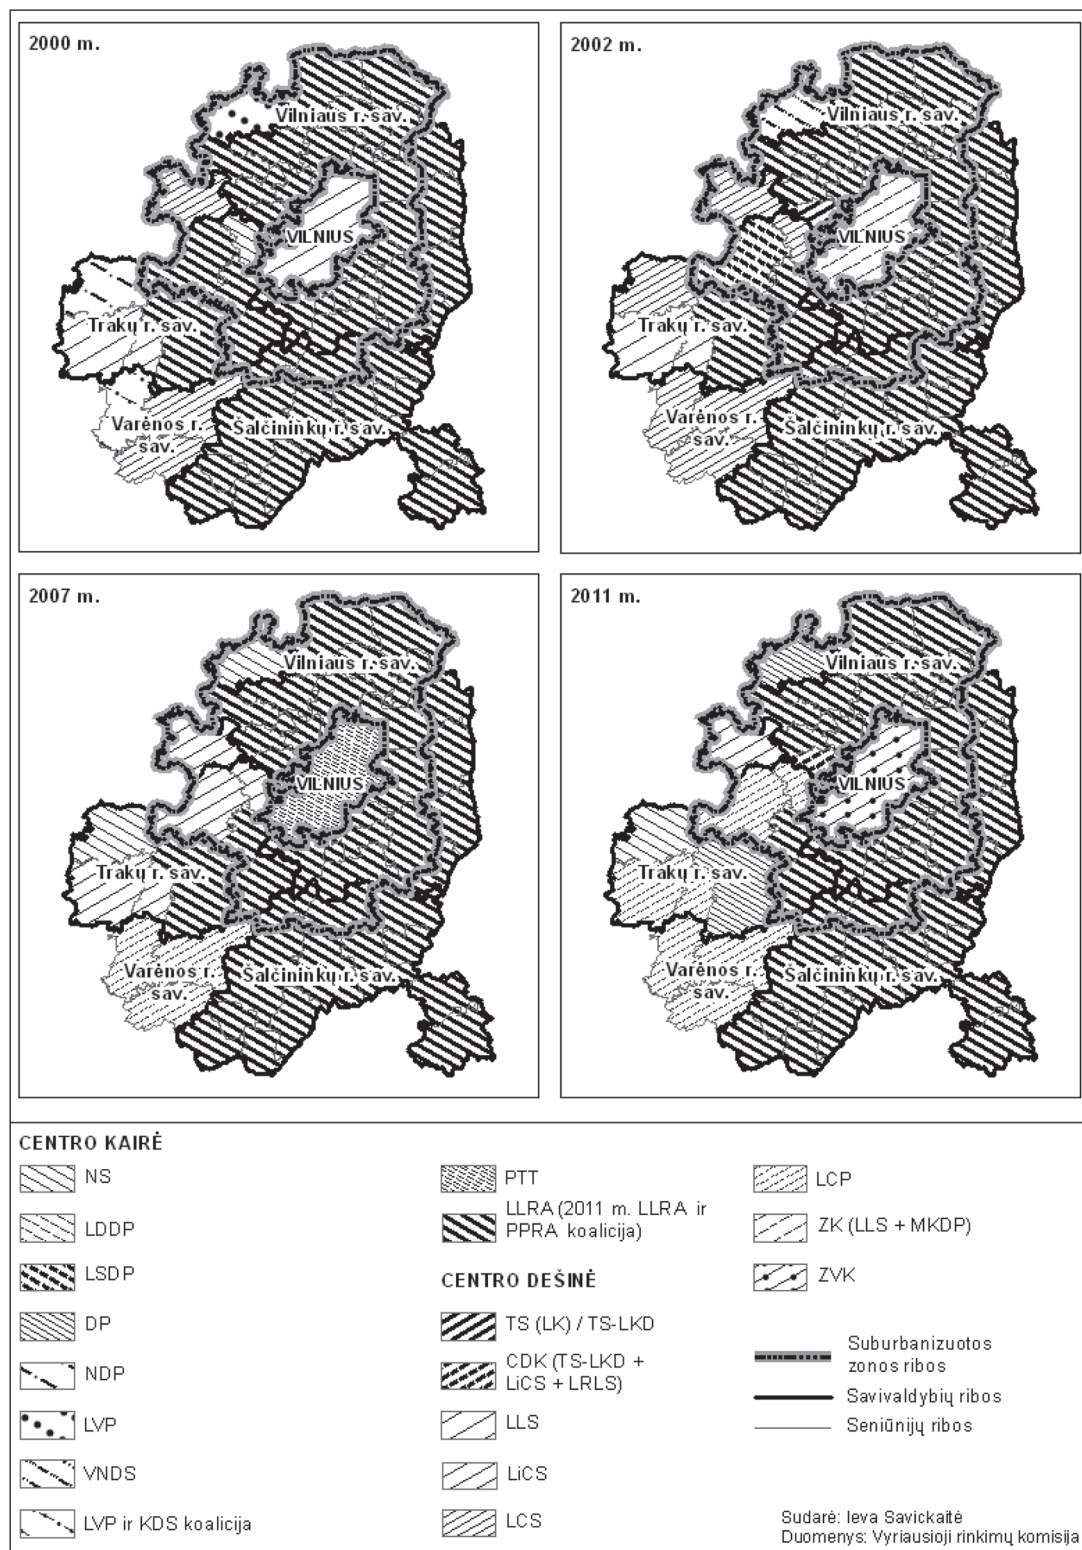 2000 m.
Vilniaus r. sav.
VILNIUS
Trakų r. sav.
Varėnos r.
sav.
Šalčininkų r. sav.
2002 m.
Vilniaus r. sav.
VILNIUS
Trakų r. sav.
Varėnos r.
sav.
Šalčininkų r. sav.
2007 m.
Vilniaus r. sav.
VILNIUS
Trakų r. sav.
Varėnos r.
sav.
Šalčininkų r. sav.
2011 m.
Vilniaus r. sav.
VILNIUS
Trakų r. sav.
Varėnos r.
sav.
Šalčininkų r. sav.
CENTRO KAIRĖ
NS
LDDP
LSDP
DP
NDP
LVP
VNDS
LVP ir KDS koalicija
PTT
LLRA (2011 m. LLRA ir
PPRA koalicija)
CENTRO DEŠINĖ
TS (LK) / TS-LKD
CDK (TS-LKD +
LiCS + LRLS)
LLS
LiCS
LCS
LCP
ZK (LLS + MKDP)
ZVK
Suburbanizuotos
zonos ribos
Savivaldybių ribos
Seniūnijų ribos
Sudarė: Ieva Savickaitė
Duomenys: Vyriausioji rinkimų komisija